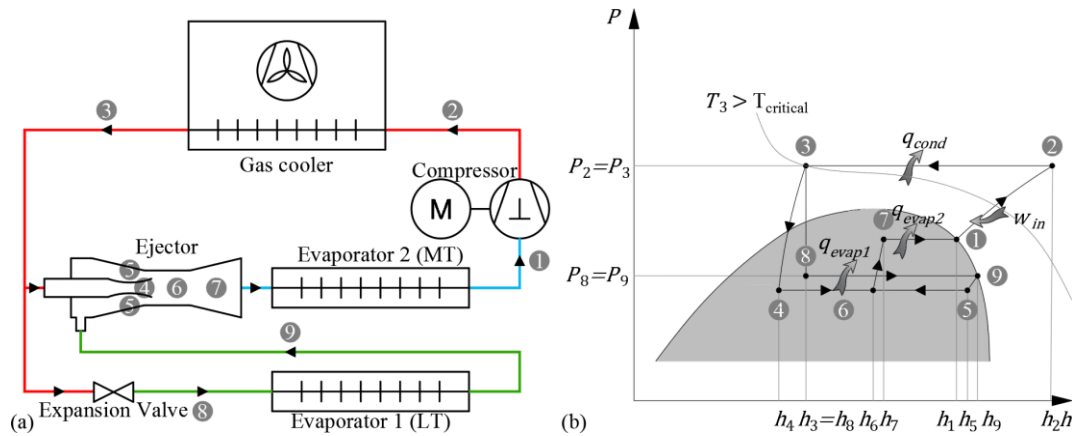 3
2
Gas cooler
Compressor
M
Ejector
Evaporator 2 (MT)
1
5
4
6
7
5
9
(a)
Expansion Valve
8
Evaporator 1 (LT)
P
T3 > Tcritical
3
qcond
2
P2=P3
7
qevap2
win
1
qevap1
8
9
P8=P9
4
6
5
(b)
h4 h3=h8 h6 h7 h1 h5 h9 h2 h